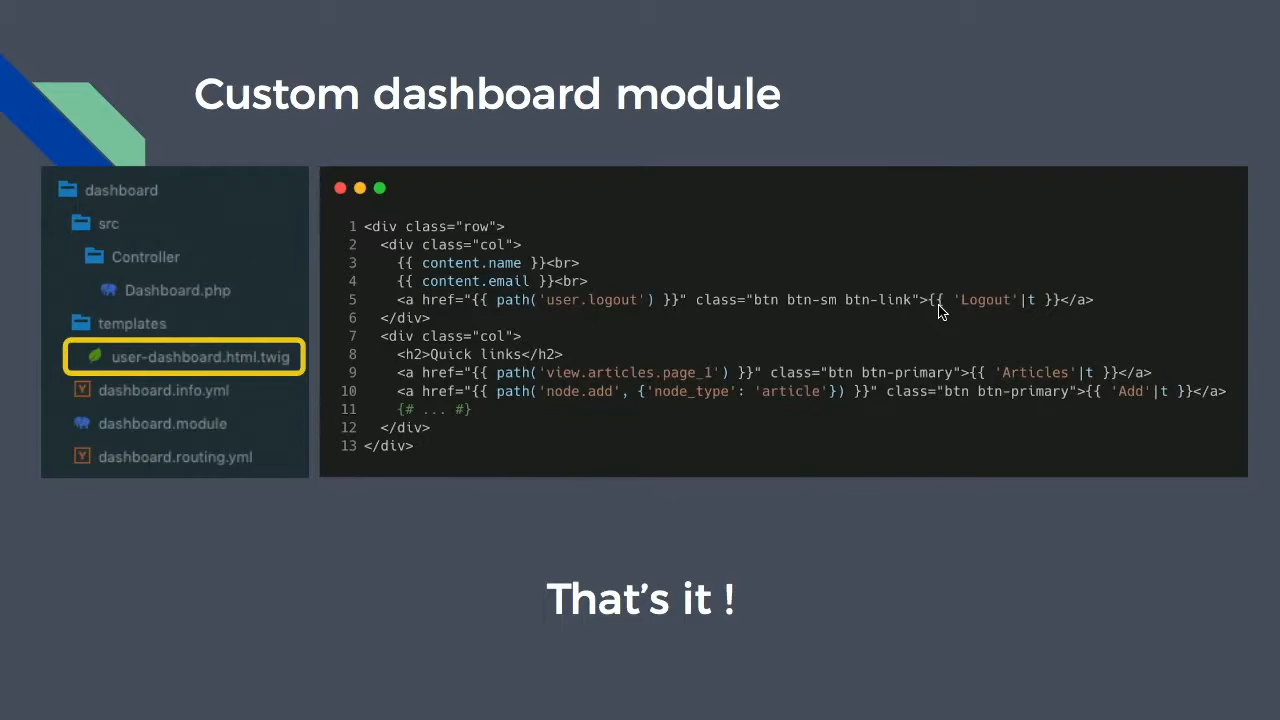 Custom dashboard module
dashboard
src
Controller
Dashboard.php
templates
user-dashboard.html.twig
dashboard.info.yml
dashboard.module
dashboard.routing.yml
1 <div class="row">
2   <div class="col">
3     {{ content.name }}<br>
4     {{ content.email }}<br>
5     <a href="{{ path('user.logout') }}" class="btn btn-sm btn-link">{{ 'Logout'|t }}</a>
6   </div>
7   <div class="col">
8     <h2>Quick links</h2>
9     <a href="{{ path('view.articles.page_1') }}" class="btn btn-primary">{{ 'Articles'|t }}</a>
10     <a href="{{ path('node.add', {'node_type': 'article'}) }}" class="btn btn-primary">{{ 'Add'|t }}</a>
11     {# ... #}
12   </div>
13 </div>
That's it !